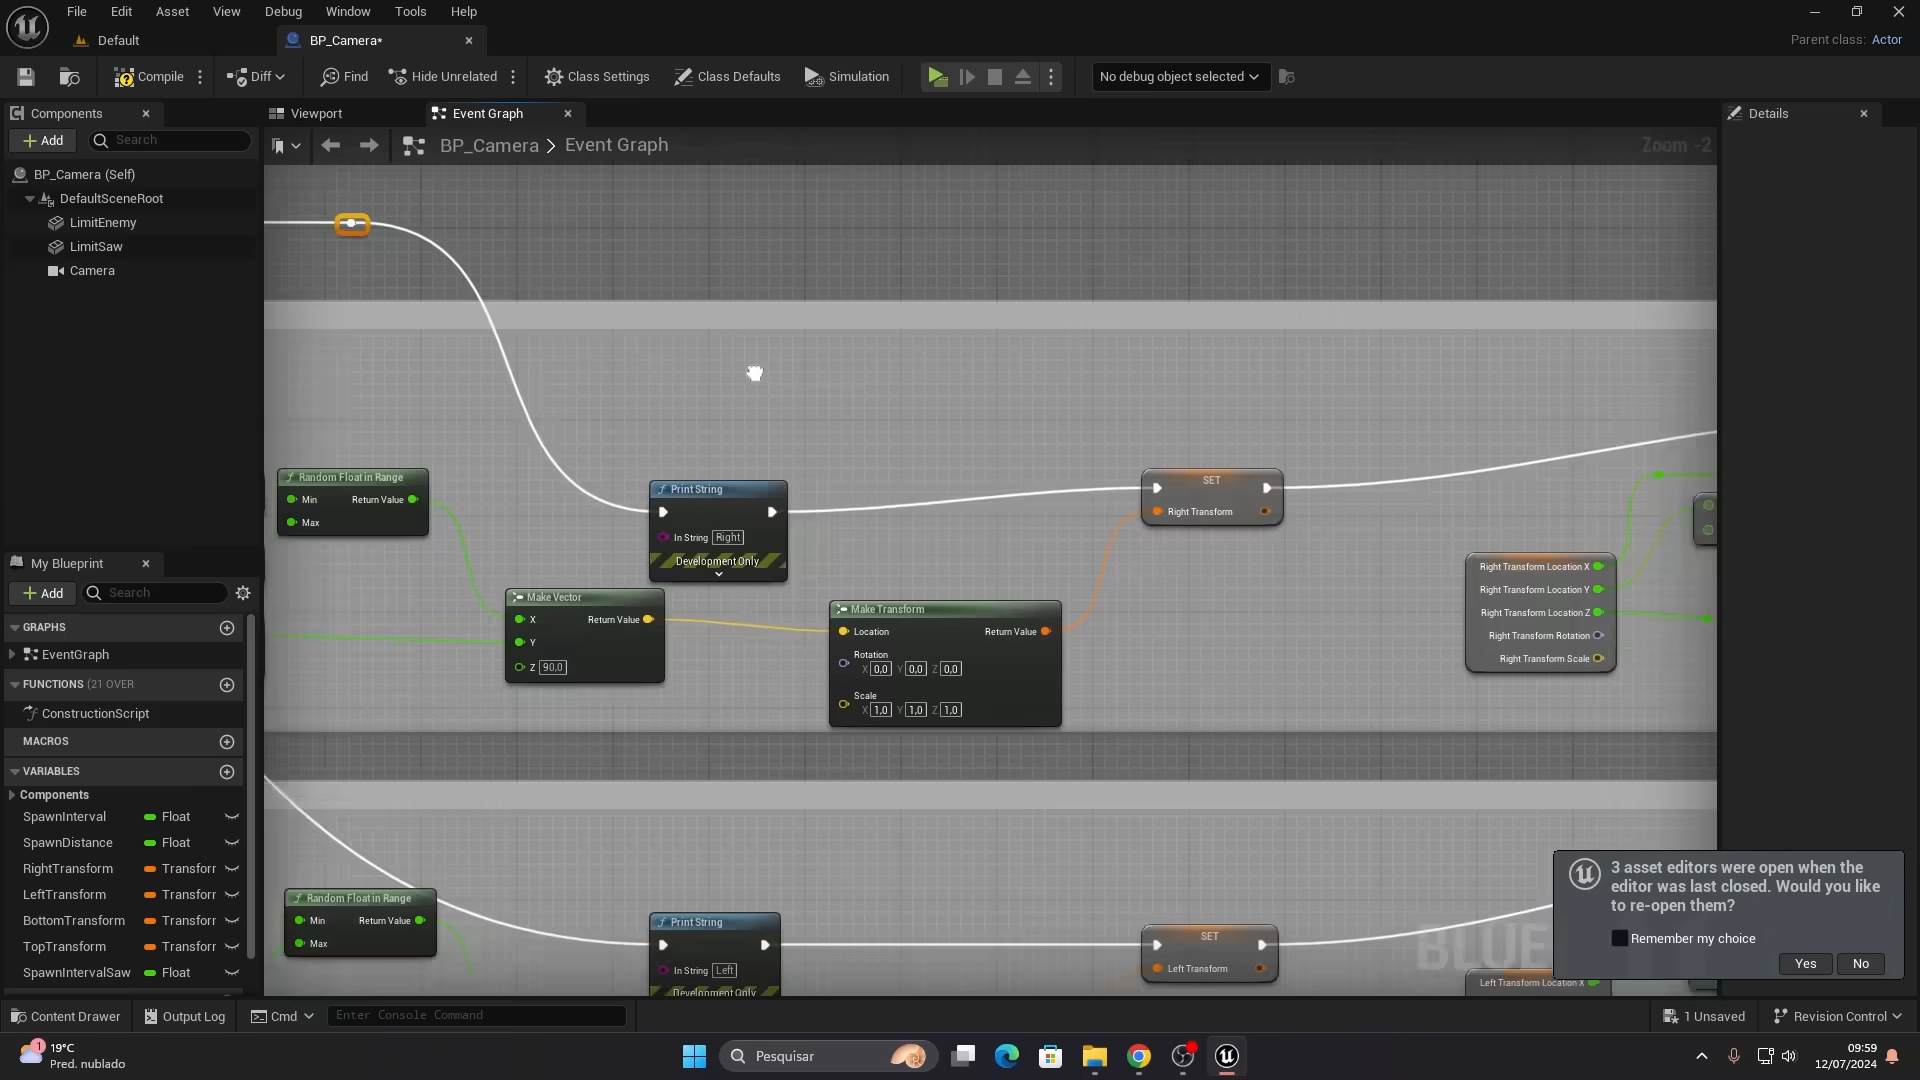 File Edit Asset View Debug Window Tools Help
Default
BP_Camera*
Parent class: Actor
Compile
Diff
Find
Hide Unrelated
Class Settings
Class Defaults
Simulation
No debug object selected
Components
Viewport
Event Graph
Details
Add
Search
BP_Camera > Event Graph
Zoom -2
BP_Camera (Self)
DefaultSceneRoot
LimitEnemy
LimitSaw
Camera
Random Float in Range
Min Return Value
Max
Print String
In String Right
Development Only
SET
Right Transform
Right Transform Location X
Right Transform Location Y
Right Transform Location Z
Right Transform Rotation
Right Transform Scale
Make Vector
X Return Value
Y
Z 90,0
Make Transform
Location Return Value
Rotation
X 0,0 Y 0,0 Z 0,0
Scale
X 1,0 Y 1,0 Z 1,0
My Blueprint
Add
Search
GRAPHS
EventGraph
FUNCTIONS (21 OVER
ConstructionScript
MACROS
VARIABLES
Components
SpawnInterval Float
SpawnDistance Float
RightTransform Transforr
LeftTransform Transforr
BottomTransform Transforr
TopTransform Transforr
SpawnIntervalSaw Float
Random Float in Range
Min Return Value
Max
Print String
In String Left
Development Only
SET
Left Transform
BLUE
Left Transform Location X
3 asset editors were open when the
editor was last closed. Would you like
to re-open them?
Remember my choice
Yes No
Content Drawer
Output Log
Cmd
Enter Console Command
1 Unsaved
Revision Control
1
19°C
Pred. nublado
Pesquisar
09:59
12/07/2024